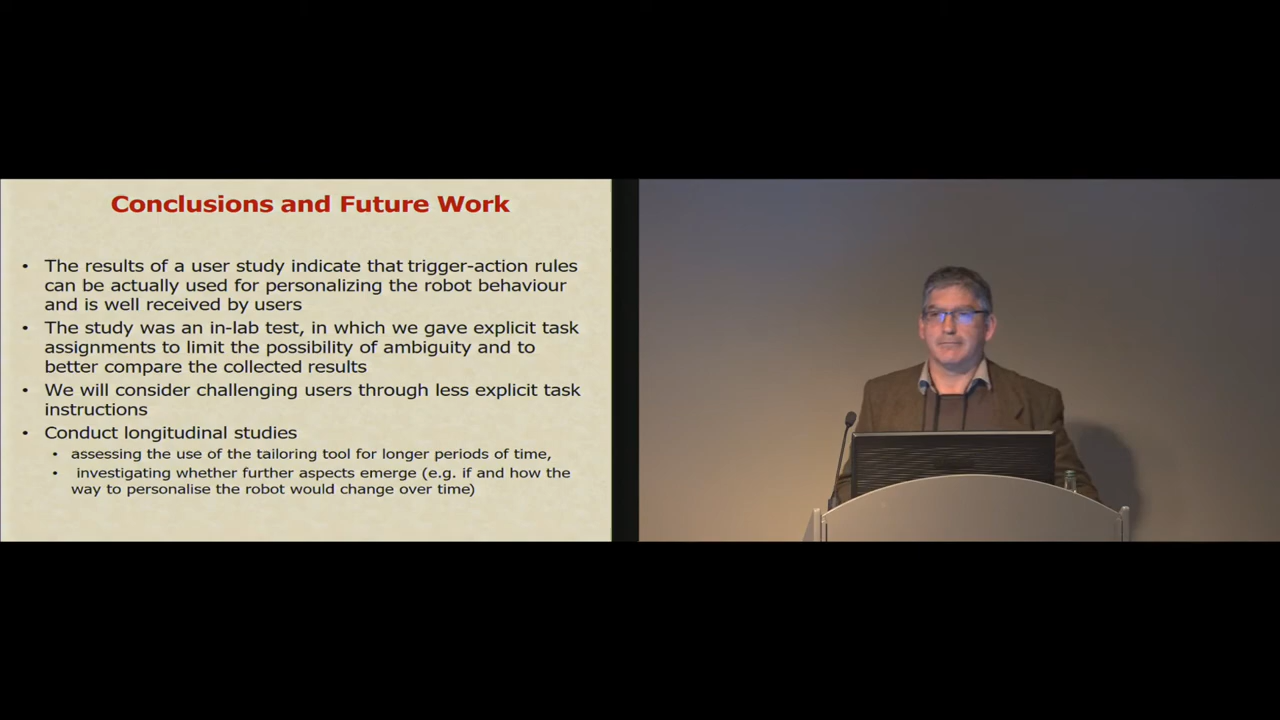 Conclusions and Future Work
• The results of a user study indicate that trigger-action rules
can be actually used for personalizing the robot behaviour
and is well received by users
• The study was an in-lab test, in which we gave explicit task
assignments to limit the possibility of ambiguity and to
better compare the collected results
• We will consider challenging users through less explicit task
instructions
• Conduct longitudinal studies
• assessing the use of the tailoring tool for longer periods of time,
• investigating whether further aspects emerge (e.g. if and how the
way to personalise the robot would change over time)